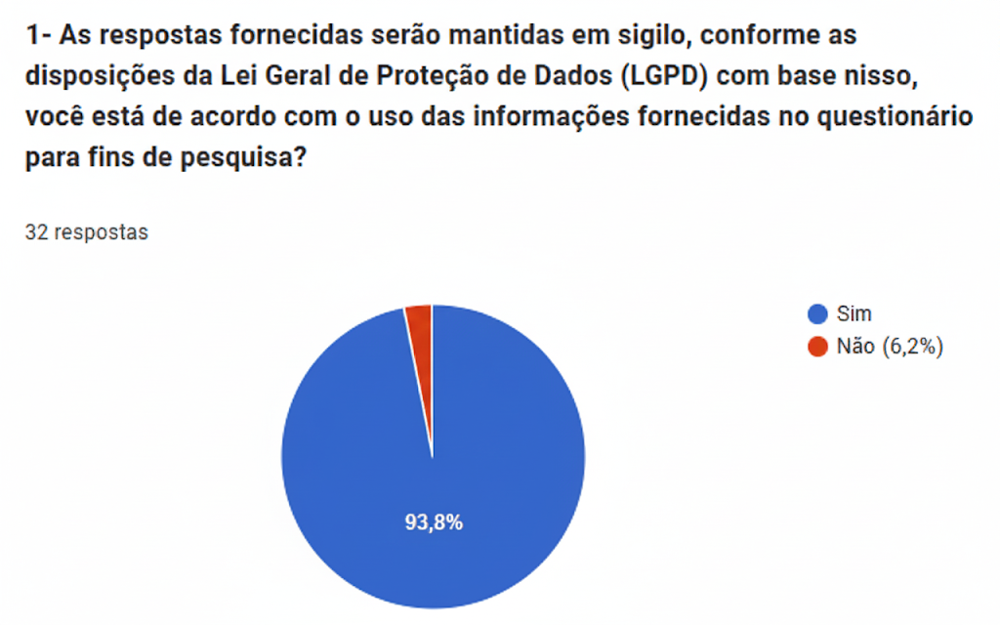 1- As respostas fornecidas serão mantidas em sigilo, conforme as
disposições da Lei Geral de Proteção de Dados (LGPD) com base nisso,
você está de acordo com o uso das informações fornecidas no questionário
para fins de pesquisa?
32 respostas
Sim
Não (6,2%)
93,8%